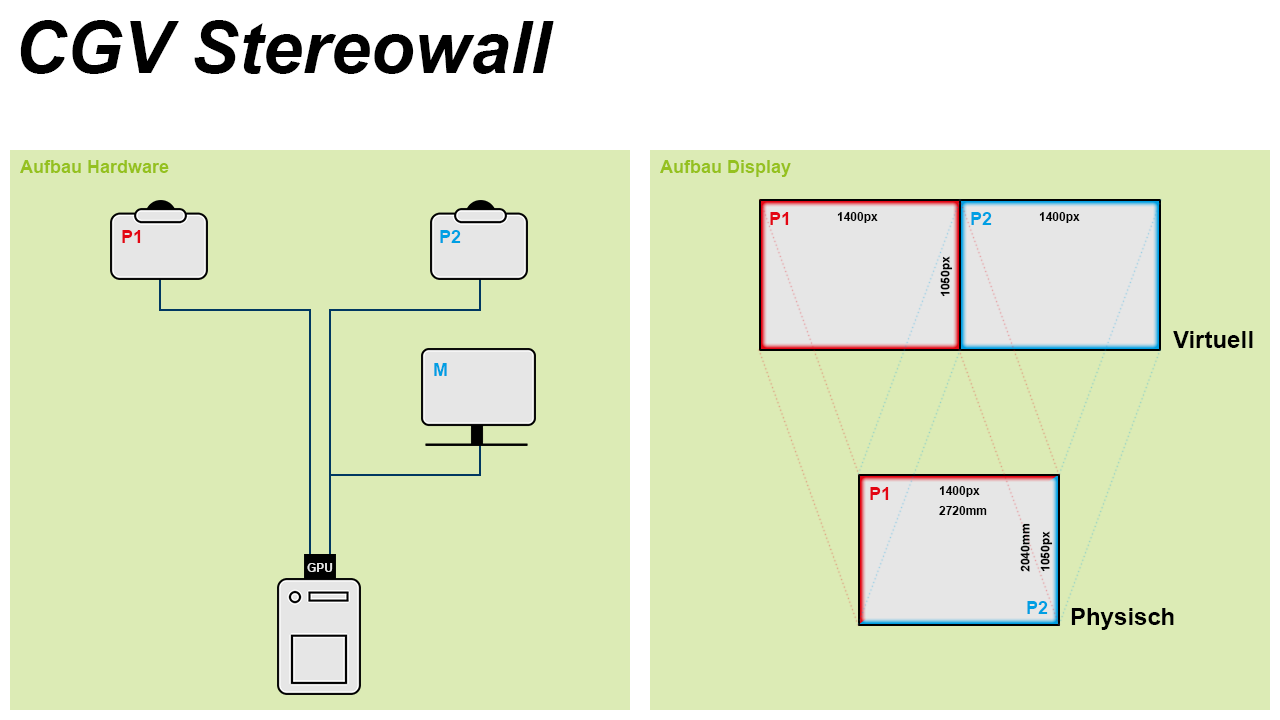 CGV Stereowall
Aufbau Hardware
P1
P2
M
GPU
Aufbau Display
P1
1400px
P2
1400px
1050px
Virtuell
P1
1400px
2720mm
2040mm
1050px
P2
Physisch